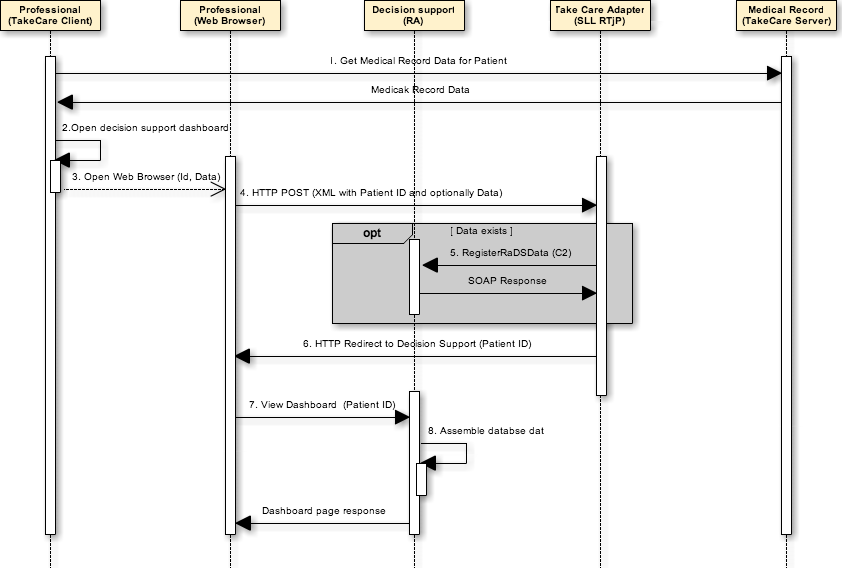 Professional
(TakeCare Client)
Professional
(Web Browser)
Decision support
(RA)
Take Care Adapter
(SLL RTjP)
Medical Record
(TakeCare Server)
1. Get Medical Record Data for Patient
Medicak Record Data
2.Open decision support dashboard
3. Open Web Browser (Id, Data)
4. HTTP POST (XML with Patient ID and optionally Data)
opt
[ Data exists ]
5. RegisterRaDSData (C2)
SOAP Response
6. HTTP Redirect to Decision Support (Patient ID)
7. View Dashboard (Patient ID)
8. Assemble databse dat
Dashboard page response